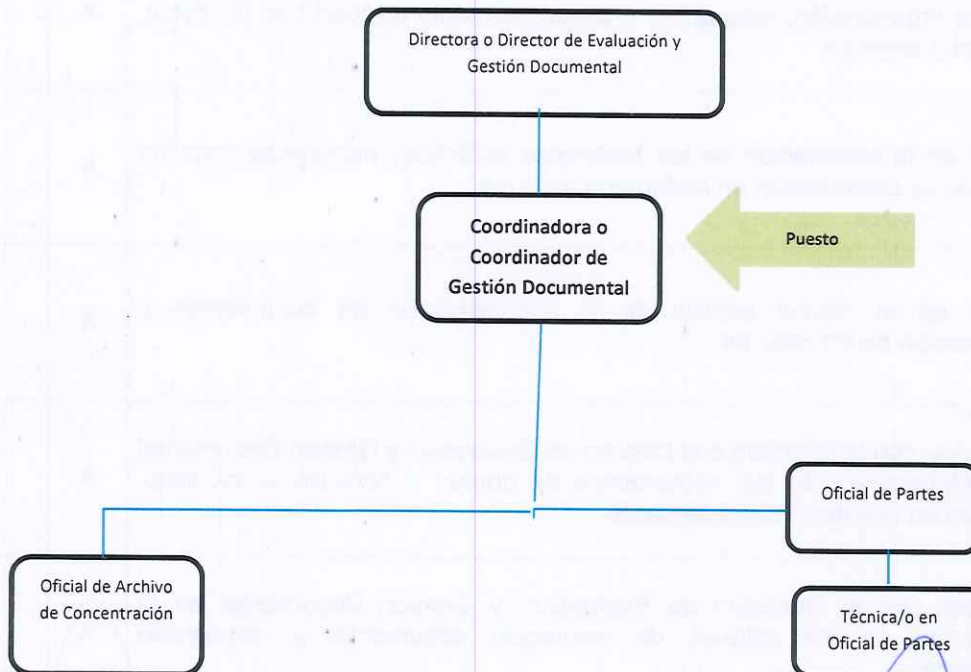 Directora o Director de Evaluación y
Gestión Documental
Coordinadora o
Coordinador de
Gestión Documental
Puesto
Oficial de Partes
Oficial de Archivo
de Concentración
Técnica/o en
Oficial de Partes